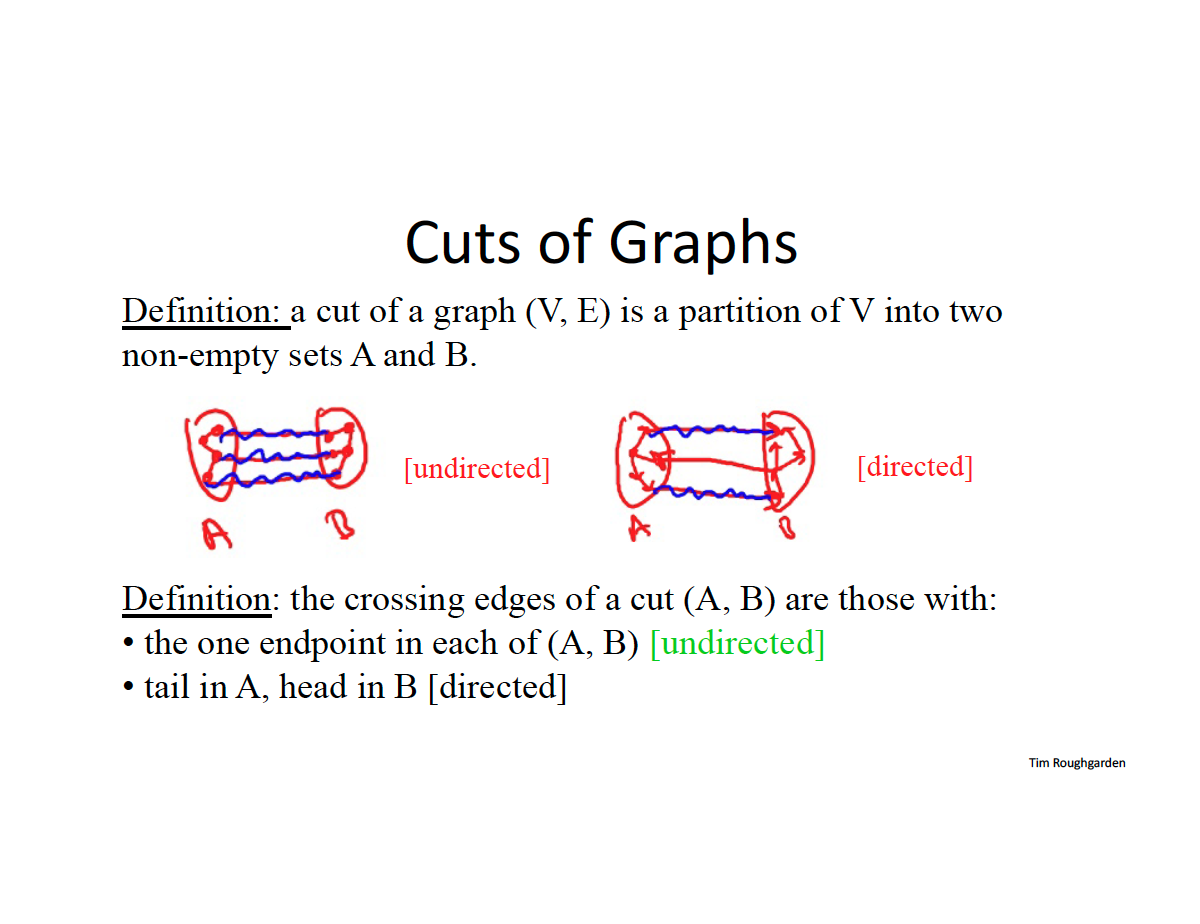 Cuts of Graphs
Definition: a cut of a graph (V, E) is a partition of V into two
non-empty sets A and B.
[undirected]
[directed]
A
B
A
B
Definition: the crossing edges of a cut (A, B) are those with:
• the one endpoint in each of (A, B) [undirected]
• tail in A, head in B [directed]
Tim Roughgarden